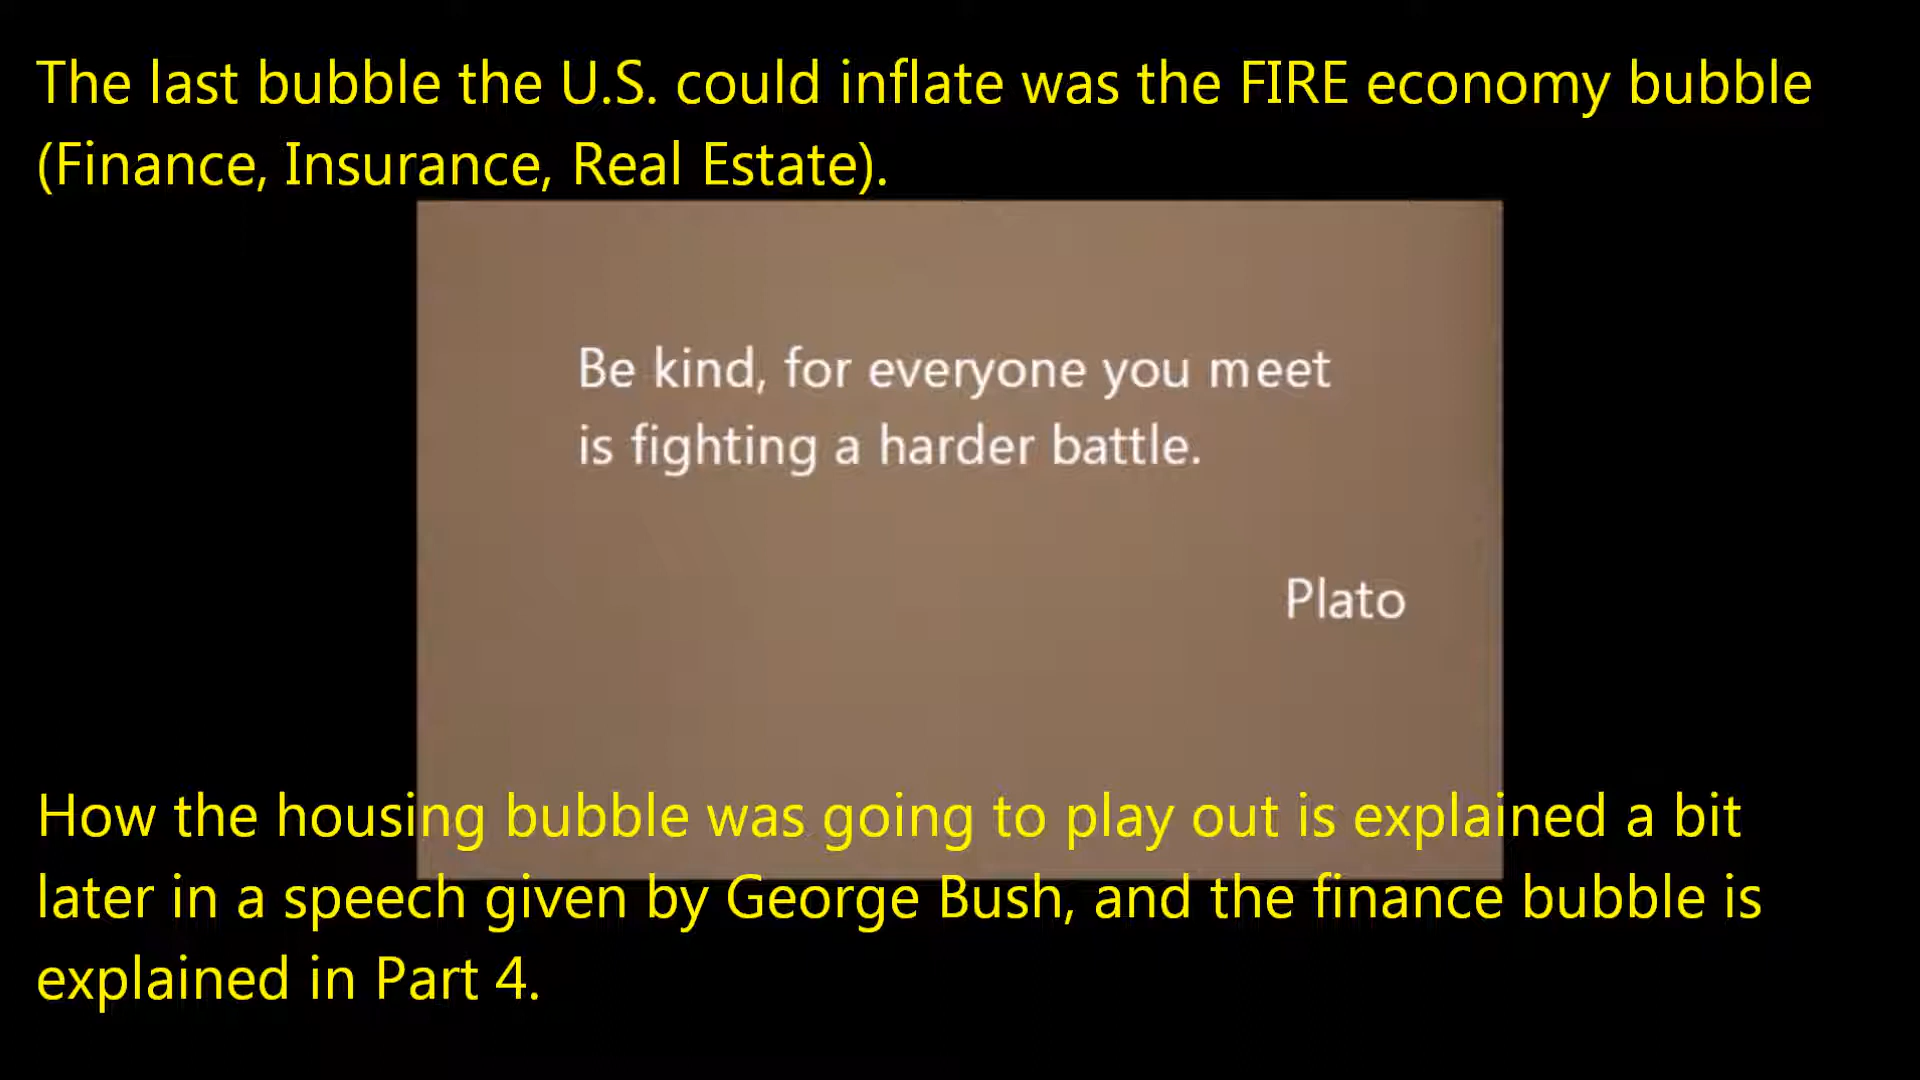 The last bubble the U.S. could inflate was the FIRE economy bubble
(Finance, Insurance, Real Estate).
Be kind, for everyone you meet
is fighting a harder battle.
Plato
How the housing bubble was going to play out is explained a bit
later in a speech given by George Bush, and the finance bubble is
explained in Part 4.